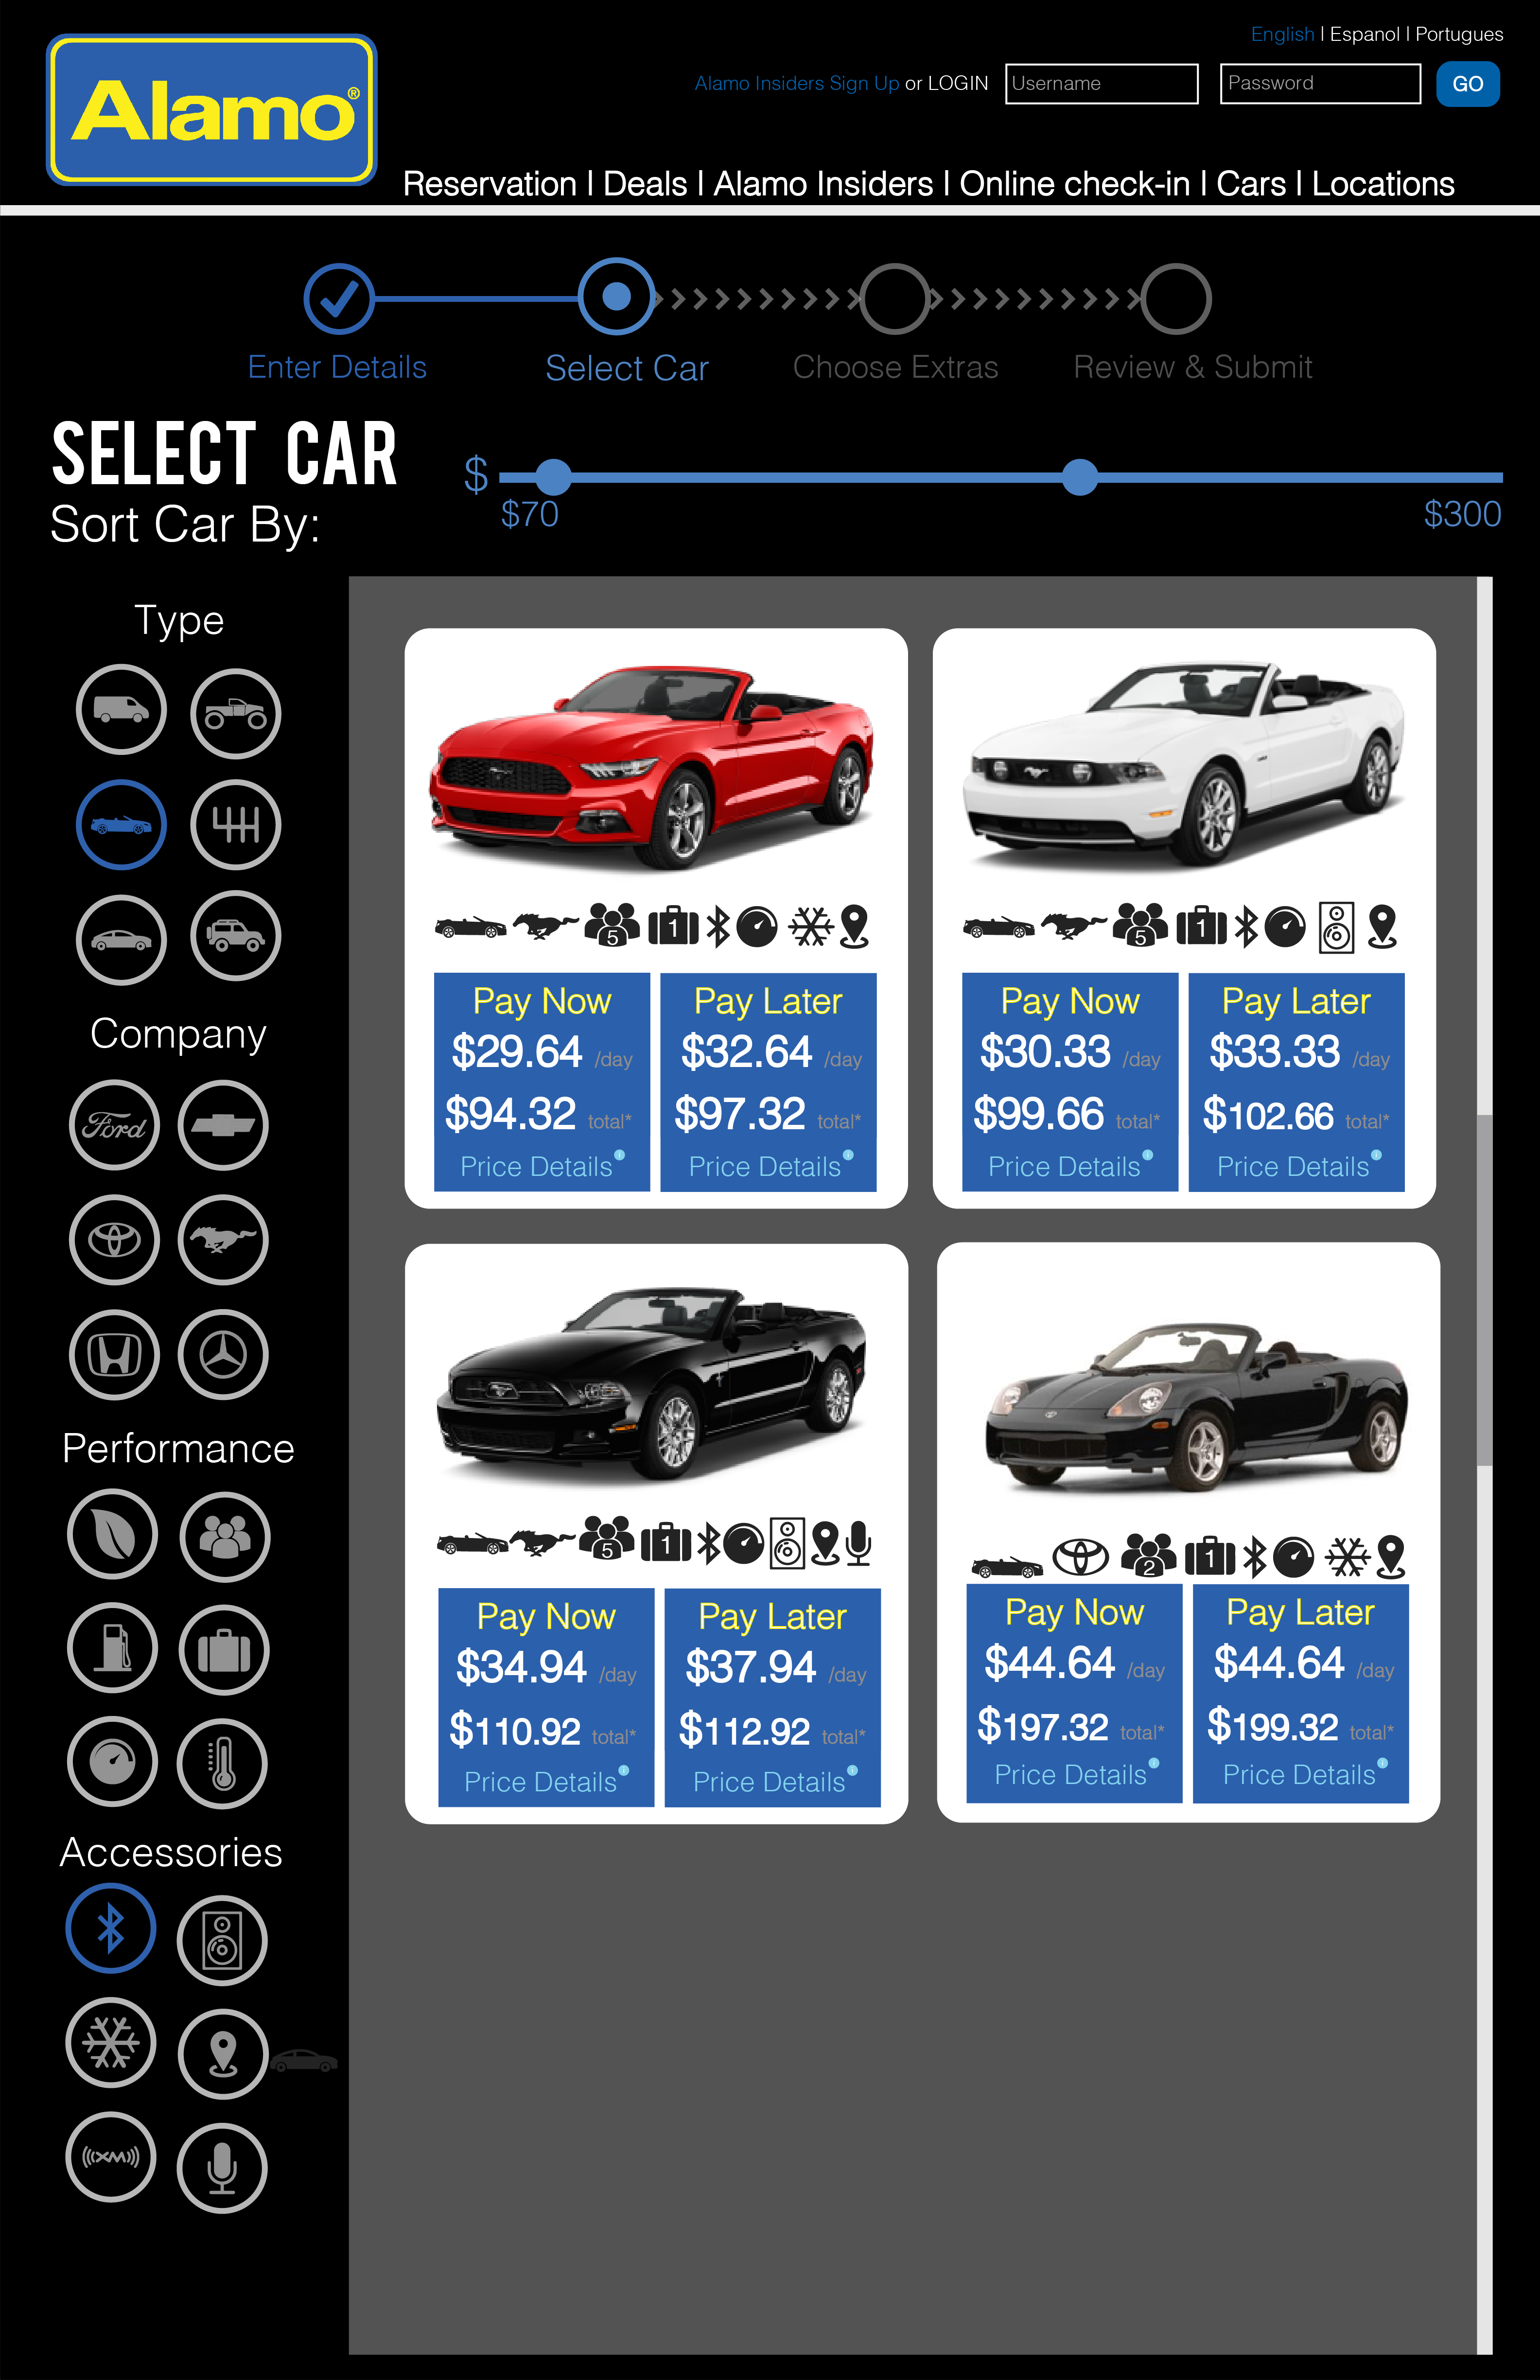 English | Espanol | Portugues
Alamo®
Alamo Insiders Sign Up or LOGIN Username Password GO
Reservation | Deals | Alamo Insiders | Online check-in | Cars | Locations
Enter Details Select Car Choose Extras Review & Submit
SELECT CAR
$
$70 $300
Sort Car By:
Type
Company
Ford
Performance
Accessories
((XM))
5 1
Pay Now Pay Later
$29.64 /day $32.64 /day
$94.32 total* $97.32 total*
Price Details Price Details
5 1
Pay Now Pay Later
$30.33 /day $33.33 /day
$99.66 total* $102.66 total*
Price Details Price Details
5 1
Pay Now Pay Later
$34.94 /day $37.94 /day
$110.92 total* $112.92 total*
Price Details Price Details
2 1
Pay Now Pay Later
$44.64 /day $44.64 /day
$197.32 total* $199.32 total*
Price Details Price Details